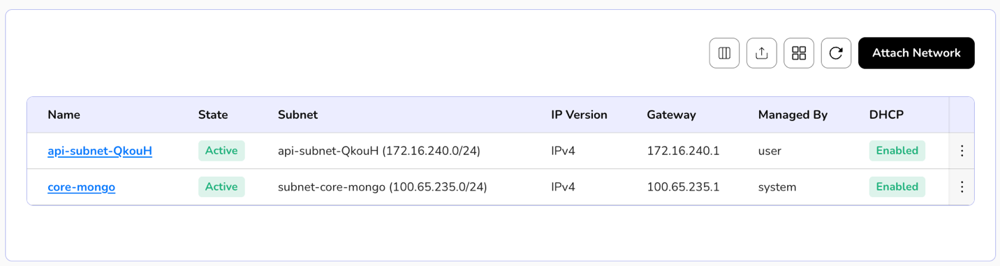 Attach Network
Name State Subnet IP Version Gateway Managed By DHCP
api-subnet-QkouH Active api-subnet-QkouH (172.16.240.0/24) IPv4 172.16.240.1 user Enabled
core-mongo Active subnet-core-mongo (100.65.235.0/24) IPv4 100.65.235.1 system Enabled